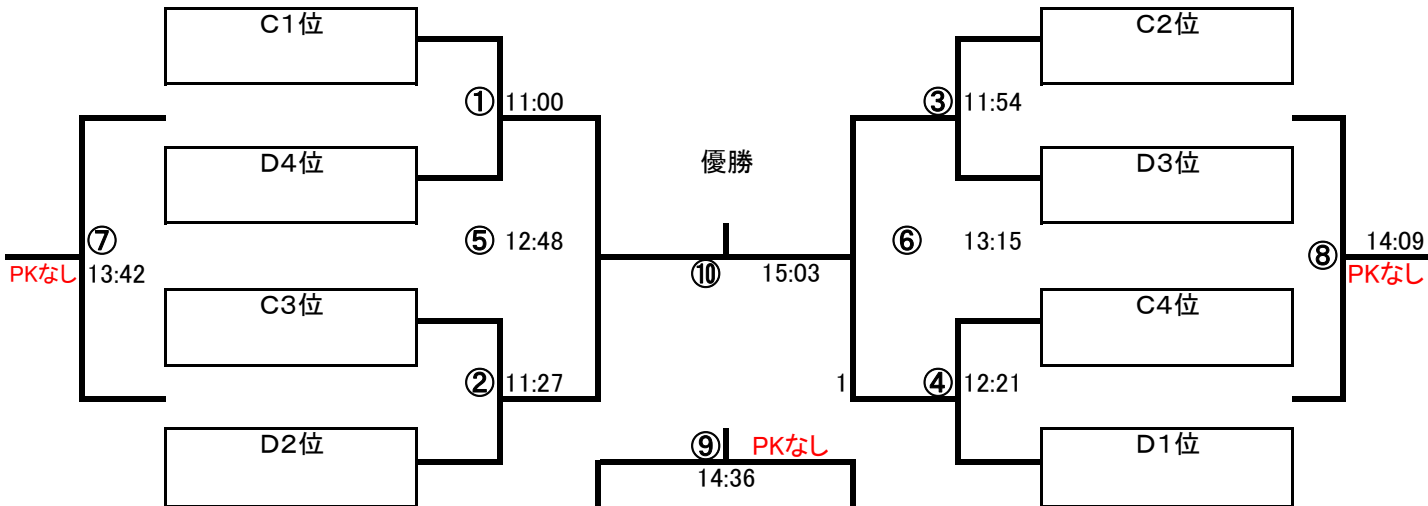 C1位
C2位
① 11:00
③ 11:54
D4位
優勝
D3位
⑦
⑤ 12:48
⑥ 13:15
14:09
⑧
PKなし 13:42
⑩ 15:03
PKなし
C3位
C4位
② 11:27
1
④ 12:21
D2位
⑨ PKなし
D1位
14:36